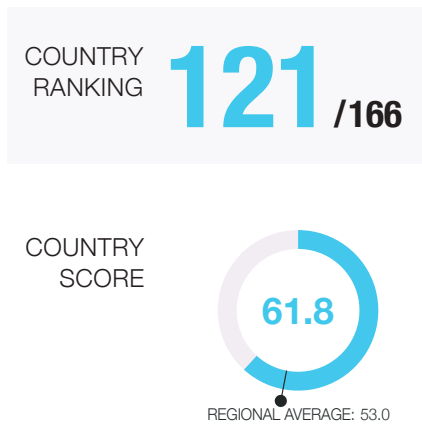 COUNTRY
RANKING
121/166
COUNTRY
SCORE
61.8
REGIONAL AVERAGE: 53.0